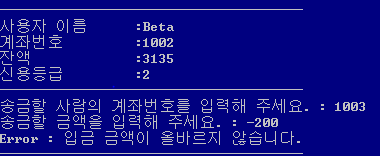 사용자 이름 :Beta
계좌번호 :1002
잔액 :3135
신용등급 :2
송금할 사람의 계좌번호를 입력해 주세요. : 1003
송금할 금액을 입력해 주세요. : -200
Error : 입금 금액이 올바르지 않습니다.